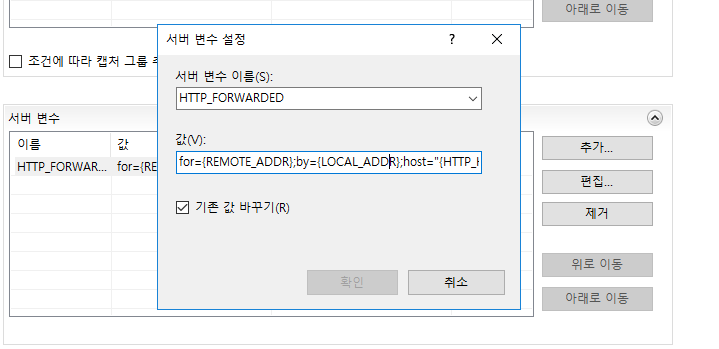 아래로 이동
서버 변수 설정
조건에 따라 캡처 그룹
서버 변수 이름(S):
HTTP_FORWARDED
서버 변수
이름 값
값(V):
추가...
HTTP_FORWAR... for={RE
for={REMOTE_ADDR};by={LOCAL_ADDR};host="{HTTP_H
편집...
기존 값 바꾸기(R)
제거
확인 취소
위로 이동
아래로 이동